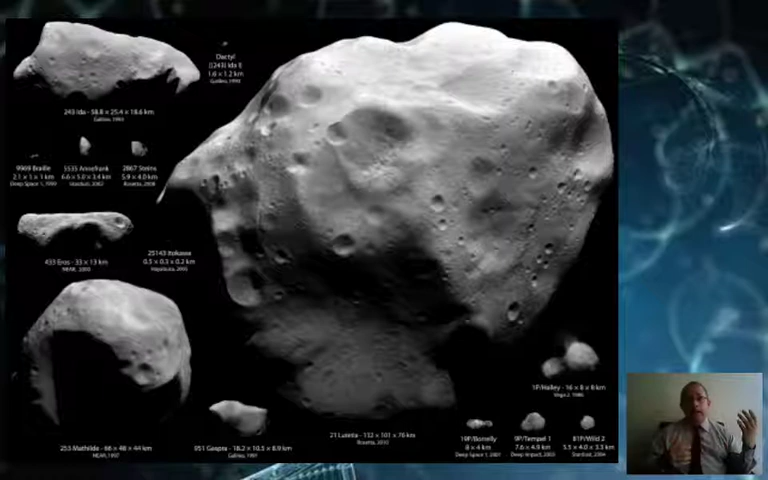 Dactyl
[(243) Ida I]
1.6 × 1.2 km
Galileo, 1993
243 Ida - 58.8 × 25.4 × 18.6 km
Galileo, 1993
9969 Braille
2.1 × 1 × 1 km
Deep Space 1, 1999
5535 Annefrank
6.6 × 5.0 × 3.4 km
Stardust, 2002
2867 Steins
5.9 × 4.0 km
Rosetta, 2008
433 Eros - 33 × 13 km
NEAR, 2000
25143 Itokawa
0.5 × 0.3 × 0.2 km
Hayabusa, 2005
253 Mathilde - 66 × 48 × 44 km
NEAR, 1997
951 Gaspra - 18.2 × 10.5 × 8.9 km
Galileo, 1991
21 Lutetia - 132 × 101 × 76 km
Rosetta, 2010
1P/Halley - 16 × 8 × 8 km
Vega 2, 1986
19P/Borrelly
8 × 4 km
Deep Space 1, 2001
9P/Tempel 1
7.6 × 4.9 km
Deep Impact, 2005
81P/Wild 2
5.5 × 4.0 × 3.3 km
Stardust, 2004